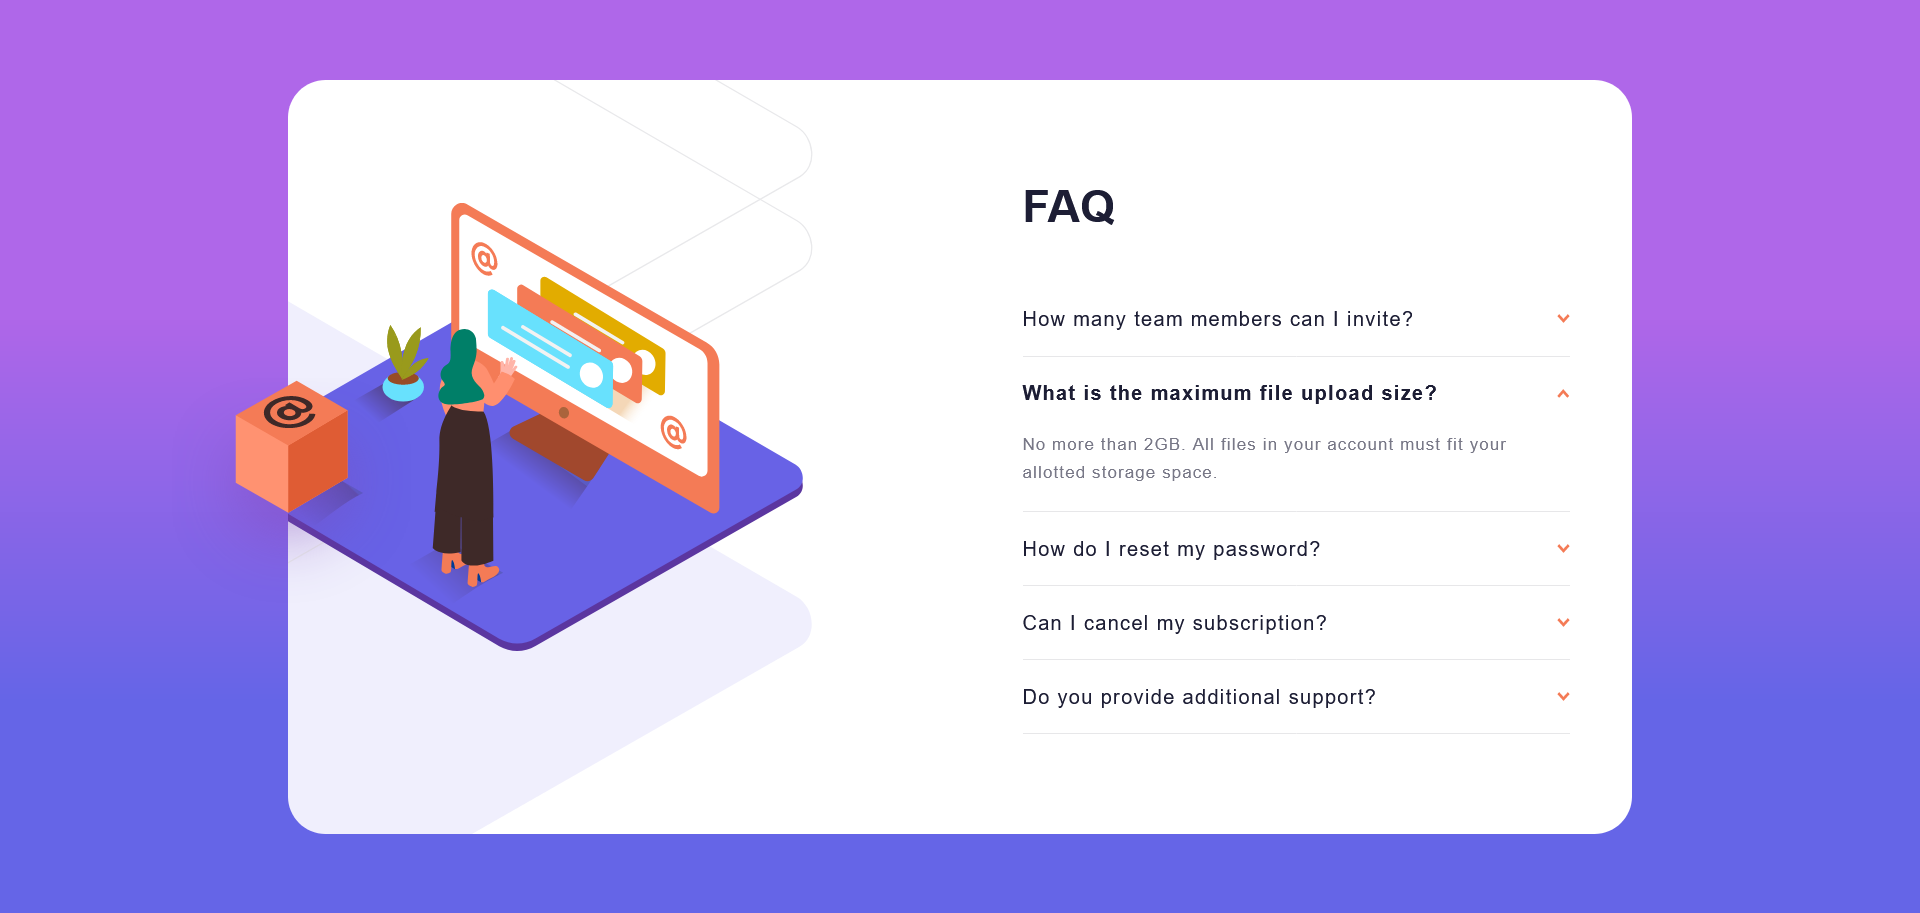 @
@
@
FAQ
How many team members can I invite?
What is the maximum file upload size?
No more than 2GB. All files in your account must fit your
allotted storage space.
How do I reset my password?
Can I cancel my subscription?
Do you provide additional support?